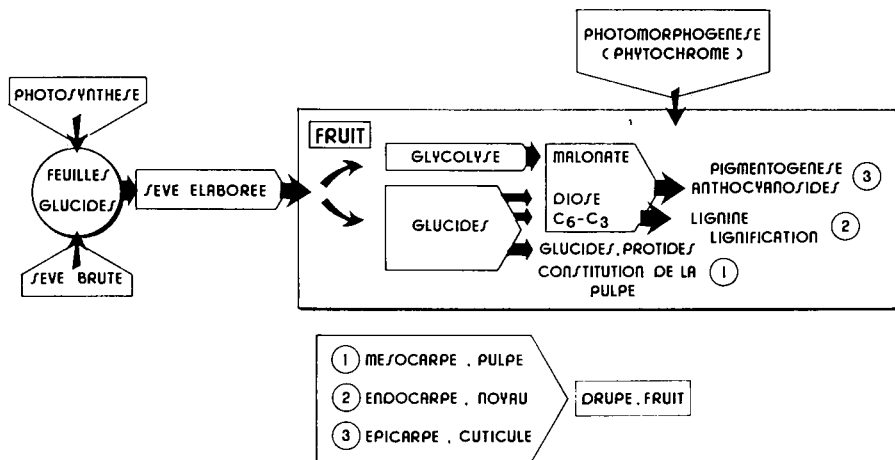 PHOTOMORPHOGENESE
( PHYTOCHROME )
PHOTOSYNTHESE
FEUILLES
GLUCIDES
SEVE ELABOREE
SEVE BRUTE
FRUIT
GLYCOLYSE
MALONATE
GLUCIDES
DIOSE
C6-C3
PIGMENTOGENESE
ANTHOCYANOSIDES
3
LIGNINE
LIGNIFICATION
2
GLUCIDES, PROTIDES
CONSTITUTION DE LA
PULPE
1
1 MESOCARPE , PULPE
2 ENDOCARPE , NOYAU
3 EPICARPE , CUTICULE
DRUPE, FRUIT